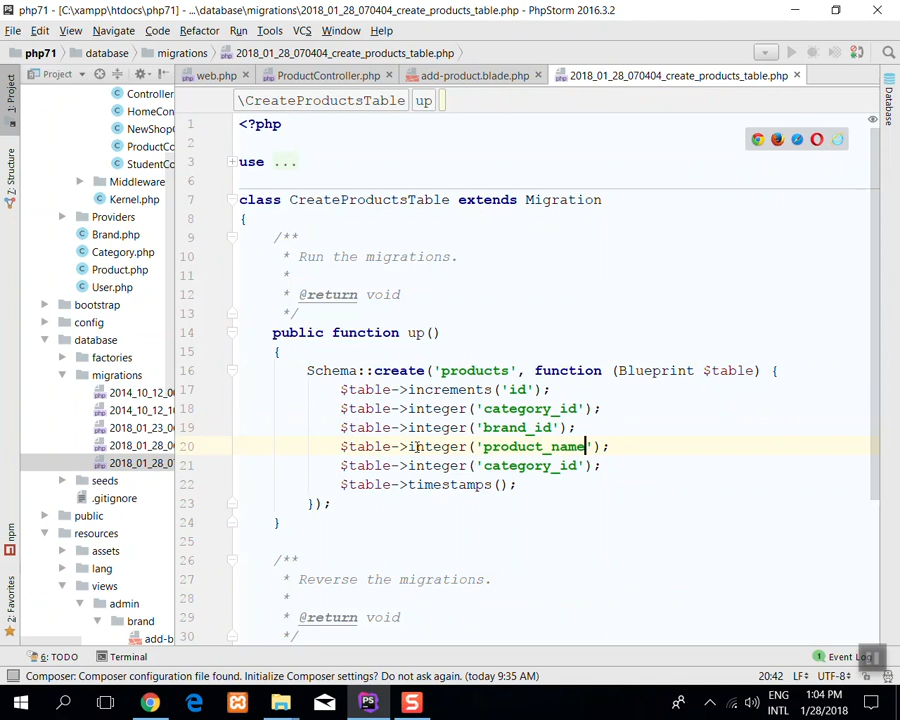 php71 - [C:\xampp\htdocs\php71] - ...\database\migrations\2018_01_28_070404_create_products_table.php - PhpStorm 2016.3.2
File Edit View Navigate Code Refactor Run Tools VCS Window Help
php71 database migrations 2018_01_28_070404_create_products_table.php
Project web.php ProductController.php add-product.blade.php 2018_01_28_070404_create_products_table.php
\CreateProductsTable up
1: Project
7: Structure
npm
2: Favorites
Database
Controller
HomeCon
NewShop
ProductCo
StudentCo
Middleware
Kernel.php
Providers
Brand.php
Category.php
Product.php
User.php
bootstrap
config
database
factories
migrations
2014_10_12_0
2014_10_12_1
2018_01_23_0
2018_01_28_0
2018_01_28_0
seeds
.gitignore
public
resources
assets
lang
views
admin
brand
add-b
1 <?php
2
3 use ...
6
7 class CreateProductsTable extends Migration
8 {
9 /**
10 * Run the migrations.
11 *
12 * @return void
13 */
14 public function up()
15 {
16 Schema::create('products', function (Blueprint $table) {
17 $table->increments('id');
18 $table->integer('category_id');
19 $table->integer('brand_id');
20 $table->integer('product_name');
21 $table->integer('category_id');
22 $table->timestamps();
23 });
24 }
25
26 /**
27 * Reverse the migrations.
28 *
29 * @return void
30 */
6: TODO Terminal 1 Event Log
Composer: Composer configuration file found. Initialize Composer settings? Do not ask again. (today 9:35 AM) 20:42 LF UTF-8
ENG
INTL
1:04 PM
1/28/2018